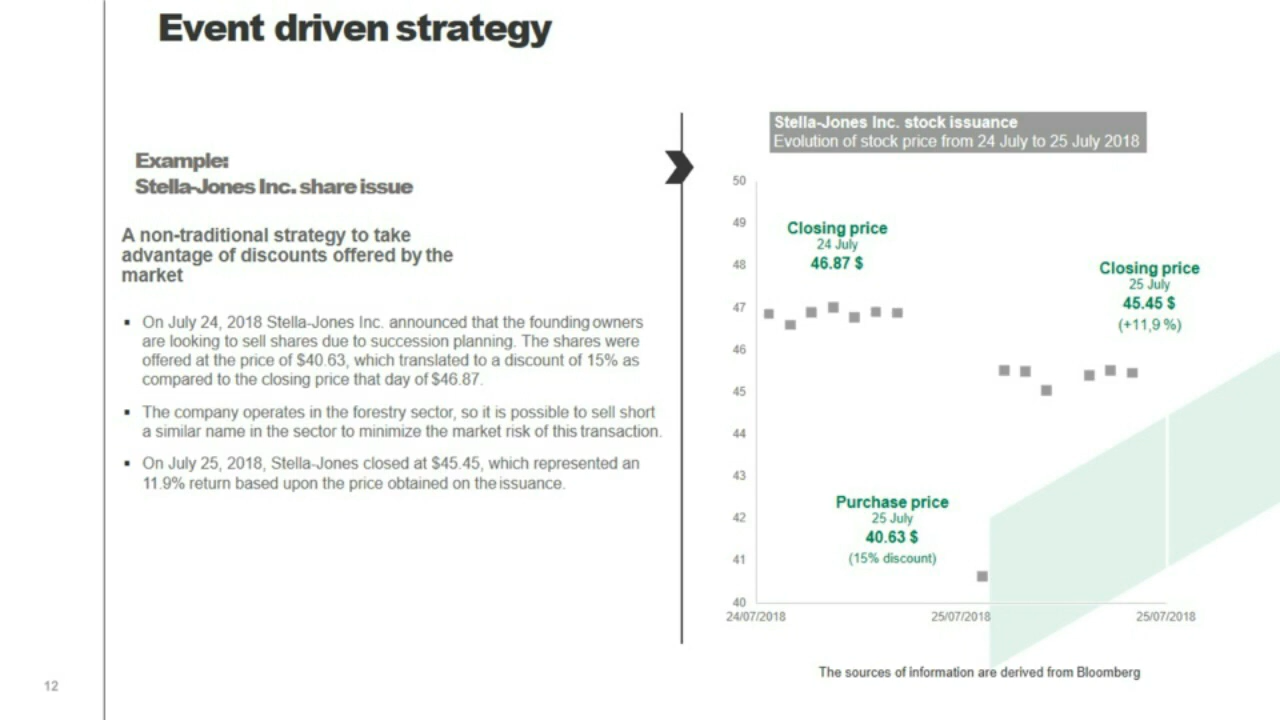 Event driven strategy
Example:
Stella-Jones Inc. share issue
A non-traditional strategy to take
advantage of discounts offered by the
market
▪ On July 24, 2018 Stella-Jones Inc. announced that the founding owners
are looking to sell shares due to succession planning. The shares were
offered at the price of $40.63, which translated to a discount of 15% as
compared to the closing price that day of $46.87.
▪ The company operates in the forestry sector, so it is possible to sell short
a similar name in the sector to minimize the market risk of this transaction.
▪ On July 25, 2018, Stella-Jones closed at $45.45, which represented an
11.9% return based upon the price obtained on the issuance.
Stella-Jones Inc. stock issuance
Evolution of stock price from 24 July to 25 July 2018
50
49
48
47
46
45
44
43
42
41
40
Closing price
24 July
46.87 $
Closing price
25 July
45.45 $
(+11,9 %)
Purchase price
25 July
40.63 $
(15% discount)
24/07/2018
25/07/2018
25/07/2018
The sources of information are derived from Bloomberg
12